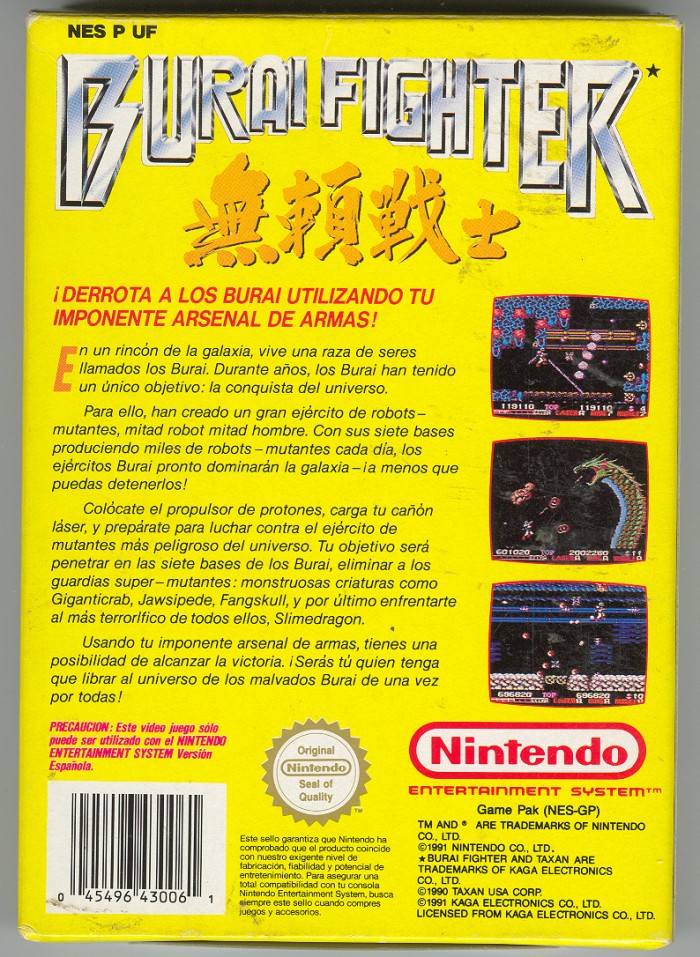 NES P UF
BURAI FIGHTER★
無頼戦士
¡DERROTA A LOS BURAI UTILIZANDO TU
IMPONENTE ARSENAL DE ARMAS!
En un rincón de la galaxia, vive una raza de seres
llamados los Burai. Durante años, los Burai han tenido
un único objetivo: la conquista del universo.
Para ello, han creado un gran ejército de robots–
mutantes, mitad robot mitad hombre. Con sus siete bases
produciendo miles de robots–mutantes cada día, los
ejércitos Burai pronto dominarán la galaxia–¡a menos que
puedas detenerlos!
Colócate el propulsor de protones, carga tu cañón
láser, y prepárate para luchar contra el ejército de
mutantes más peligroso del universo. Tu objetivo será
penetrar en las siete bases de los Burai, eliminar a los
guardias super–mutantes: monstruosas criaturas como
Giganticrab, Jawsipede, Fangskull, y por último enfrentarte
al más terrorífico de todos ellos, Slimedragon.
Usando tu imponente arsenal de armas, tienes una
posibilidad de alcanzar la victoria. ¡Serás tú quien tenga
que librar al universo de los malvados Burai de una vez
por todas!
119110 119110 4
601020 TOP 2002280 11
686820 TOP 686820 10
PRECAUCION: Este video juego sólo
puede ser utilizado con el NINTENDO
ENTERTAINMENT SYSTEM Versión
Española.
0 45496 43006 1
Original
Nintendo
Seal of
Quality
TM
Este sello garantiza que Nintendo ha
comprobado que el producto coincide
con nuestro exigente nivel de
fabricación, fiabilidad y potencial de
entretenimiento. Para asegurar una
total compatibilidad con tu consola
Nintendo Entertainment System, busca
siempre este sello cuando compres
juegos y accesorios.
Nintendo®
ENTERTAINMENT SYSTEM™
Game Pak (NES-GP)
TM AND ® ARE TRADEMARKS OF NINTENDO
CO., LTD.
©1991 NINTENDO CO., LTD.
★BURAI FIGHTER AND TAXAN ARE
TRADEMARKS OF KAGA ELECTRONICS
CO., LTD.
©1990 TAXAN USA CORP.
©1991 KAGA ELECTRONICS CO., LTD.
LICENSED FROM KAGA ELECTRONICS CO., LTD.